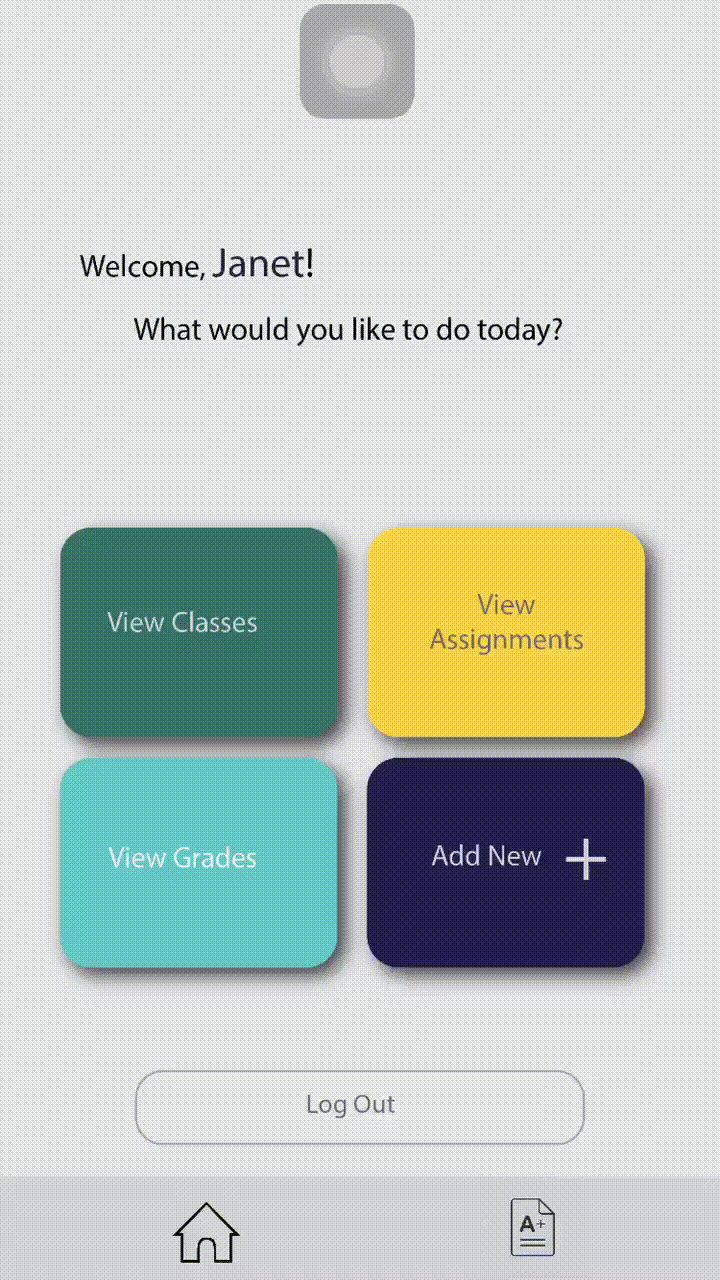 Welcome, Janet!
What would you like to do today?
View Classes
View
Assignments
View Grades
Add New
Log Out
A+